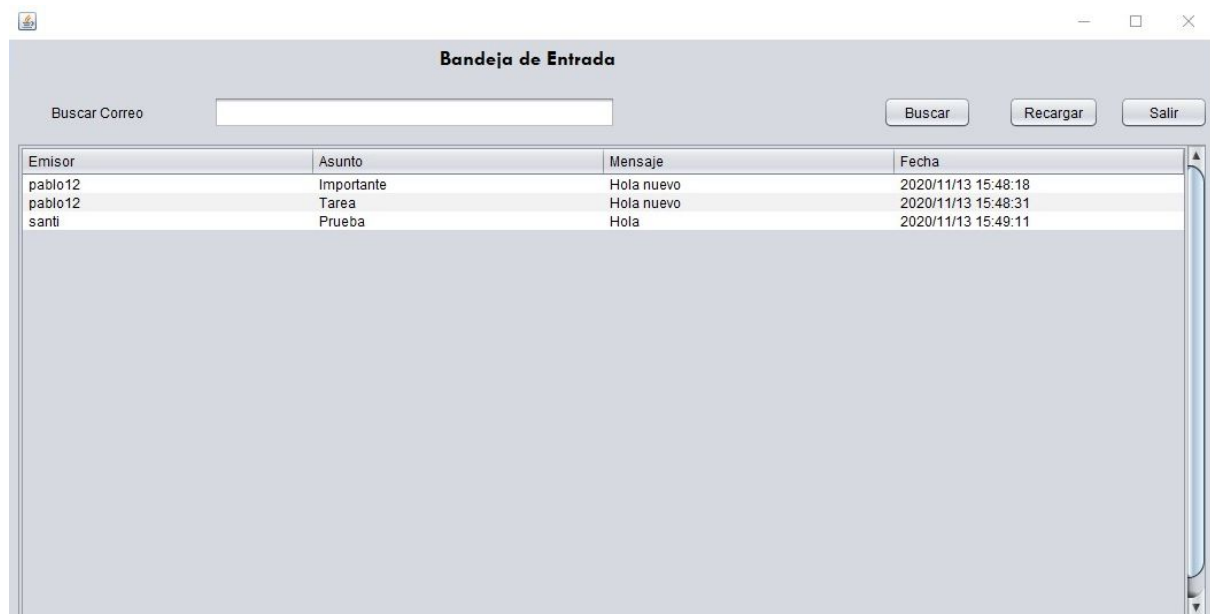 Bandeja de Entrada
Buscar Correo Buscar Recargar Salir
Emisor Asunto Mensaje Fecha
pablo12 Importante Hola nuevo 2020/11/13 15:48:18
pablo12 Tarea Hola nuevo 2020/11/13 15:48:31
santi Prueba Hola 2020/11/13 15:49:11